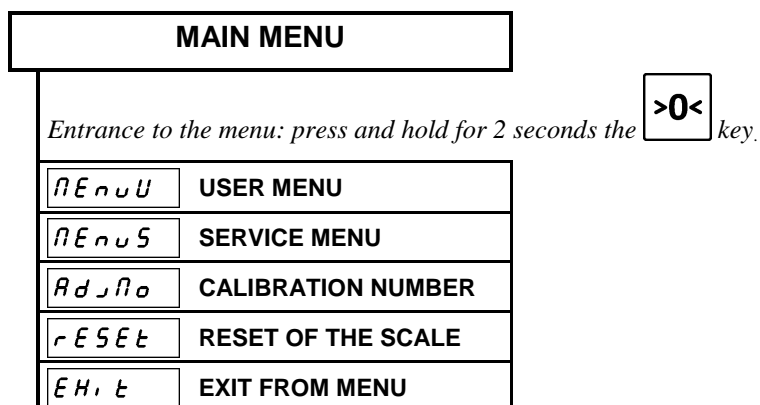 MAIN MENU
Entrance to the menu: press and hold for 2 seconds the >0< key.
MEnuU USER MENU
MEnuS SERVICE MENU
AdJMo CALIBRATION NUMBER
rESEt RESET OF THE SCALE
EHit EXIT FROM MENU